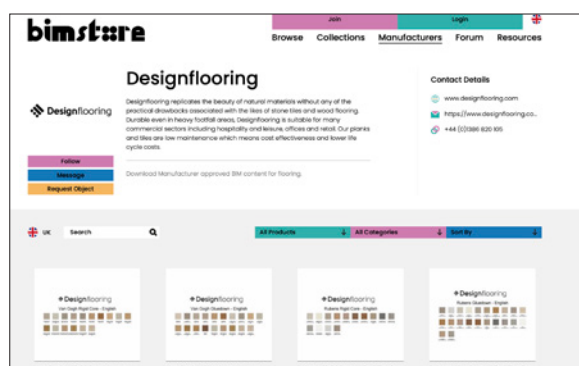 Join
Login
bimstore
Browse Collections Manufacturers Forum Resources
Designflooring
Designflooring
Designflooring replicates the beauty of natural materials without any of the
practical drawbacks associated with the likes of stone tiles and wood flooring.
Durable even in heavy footfall areas, Designflooring is suitable for many
commercial sectors including hospitality and leisure, offices and retail. Our planks
and tiles are low maintenance which means cost effectiveness and lower life
cycle costs.
Contact Details
www.designflooring.com
https://www.designflooring.co...
+44 (0)1386 820 105
Follow
Message
Request Object
Download Manufacturer approved BIM content for flooring.
UK
Search
All Products
All Categories
Sort By
Designflooring
Van Gogh Rigid Core - English
Designflooring
Van Gogh Gluedown - English
Designflooring
Rubens Rigid Core - English
Designflooring
Rubens Gluedown - English